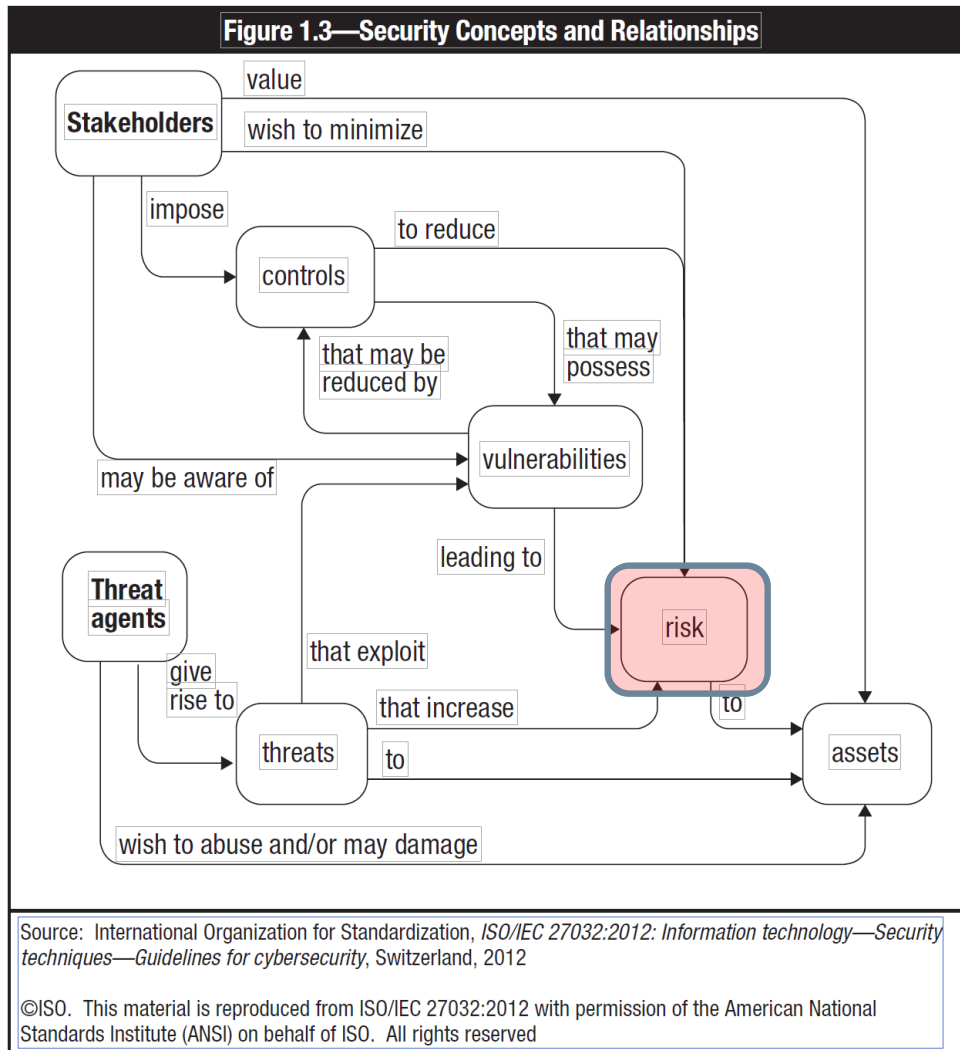 Figure 1.3—Security Concepts and Relationships
value
Stakeholders
wish to minimize
impose
to reduce
controls
that may be
reduced by
that may
possess
vulnerabilities
may be aware of
leading to
Threat
agents
risk
that exploit
give
rise to
that increase
to
threats
to
assets
wish to abuse and/or may damage
Source:  International Organization for Standardization, ISO/IEC 27032:2012: Information technology—Security
techniques—Guidelines for cybersecurity, Switzerland, 2012
©ISO.  This material is reproduced from ISO/IEC 27032:2012 with permission of the American National
Standards Institute (ANSI) on behalf of ISO.  All rights reserved